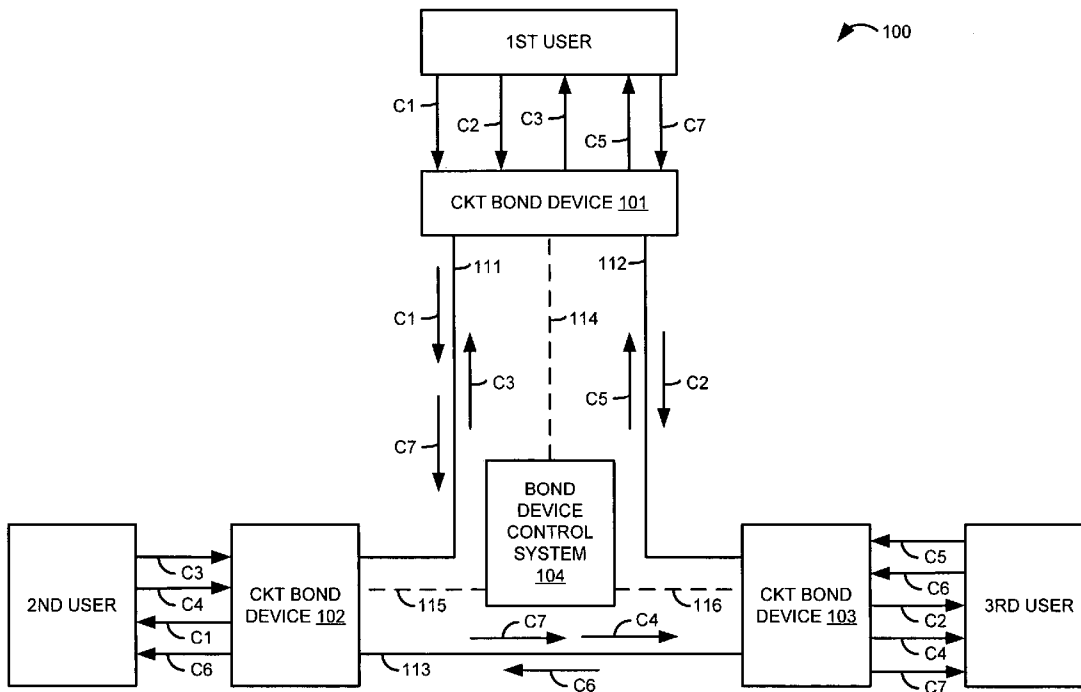 1ST USER
100
C1
C2
C3
C5
C7
CKT BOND DEVICE 101
111
112
C1
114
C3
C5
C2
C7
BOND
DEVICE
CONTROL
SYSTEM
104
2ND USER
C3
C4
C1
C6
CKT BOND
DEVICE 102
115
116
C7
C4
113
C6
CKT BOND
DEVICE 103
C5
C6
C2
C4
C7
3RD USER